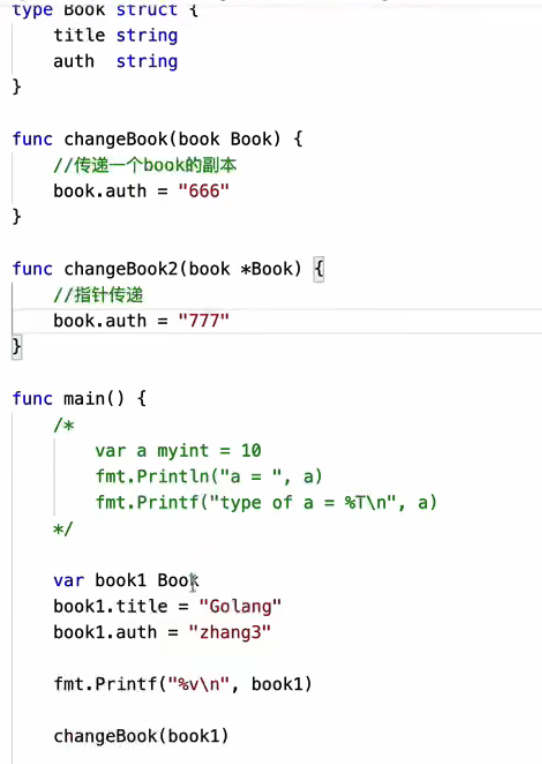 type Book struct {
title string
auth string
}
func changeBook(book Book) {
//传递一个book的副本
book.auth = "666"
}
func changeBook2(book *Book) {
//指针传递
book.auth = "777"
}
func main() {
/*
var a myint = 10
fmt.Println("a = ", a)
fmt.Printf("type of a = %T\n", a)
*/
var book1 Book
book1.title = "Golang"
book1.auth = "zhang3"
fmt.Printf("%v\n", book1)
changeBook(book1)